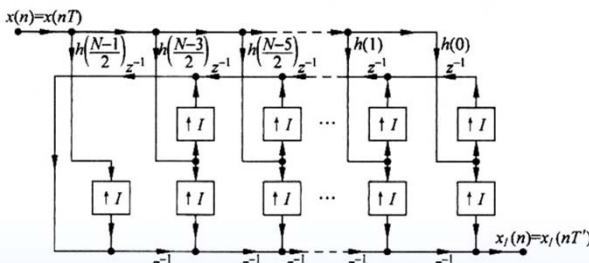 x(n)=x(nT)
h((N-1)/2) h((N-3)/2) h((N-5)/2) h(1) h(0)
z⁻¹ z⁻¹ z⁻¹ z⁻¹ z⁻¹
↑ I ↑ I ... ↑ I ↑ I
↑ I ↑ I ↑ I ... ↑ I ↑ I
x_I(n)=x_I(nT')
z⁻¹ z⁻¹ z⁻¹ z⁻¹ z⁻¹